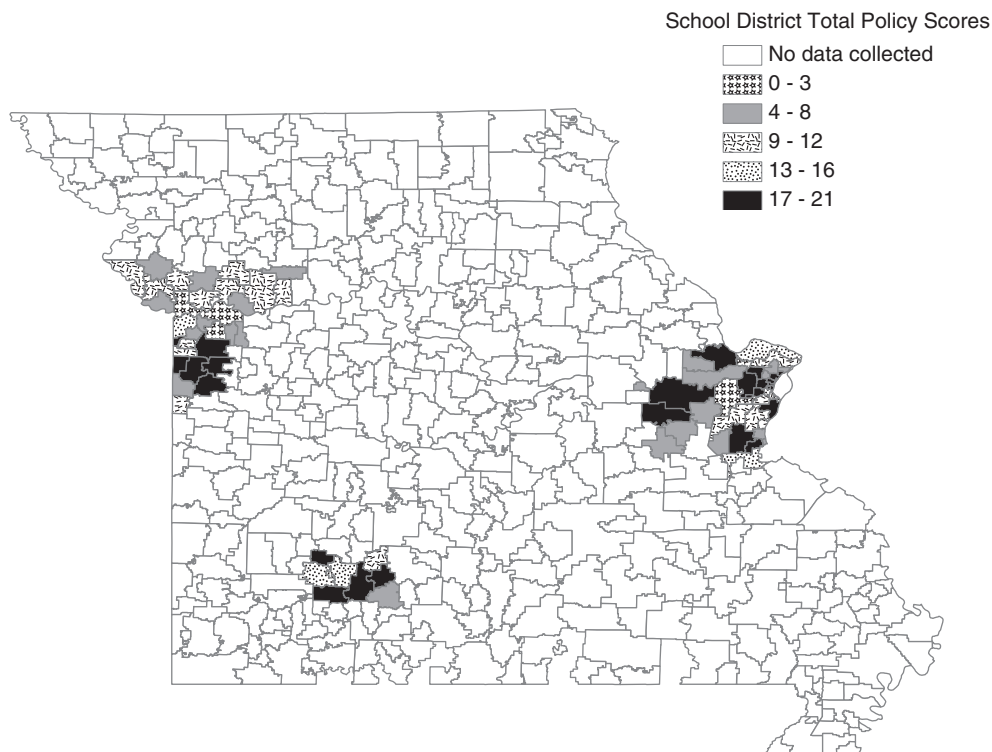 School District Total Policy Scores
No data collected
0 - 3
4 - 8
9 - 12
13 - 16
17 - 21